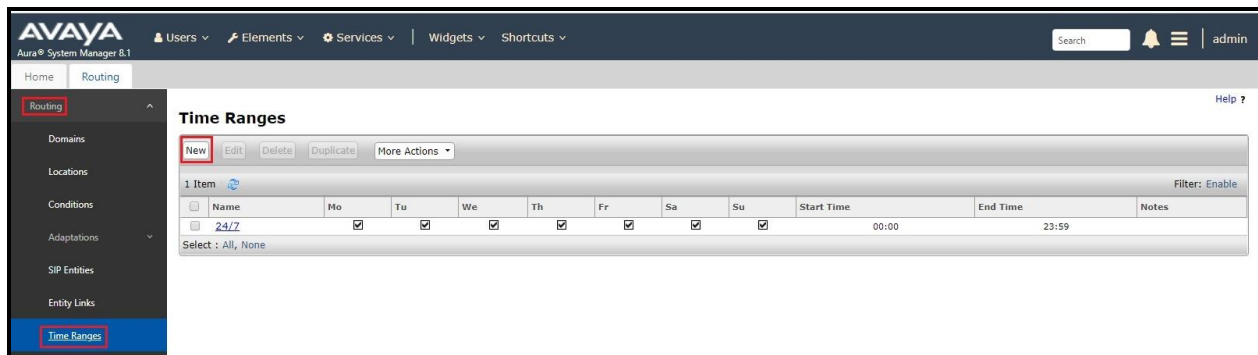 AVAYA
Aura® System Manager 8.1
Users Elements Services | Widgets Shortcuts
Search
admin
Home Routing
Routing
Domains
Locations
Conditions
Adaptations
SIP Entities
Entity Links
Time Ranges
Help ?
Time Ranges
New Edit Delete Duplicate More Actions
1 Item Filter: Enable
Name Mo Tu We Th Fr Sa Su Start Time End Time Notes
24/7 00:00 23:59
Select : All, None